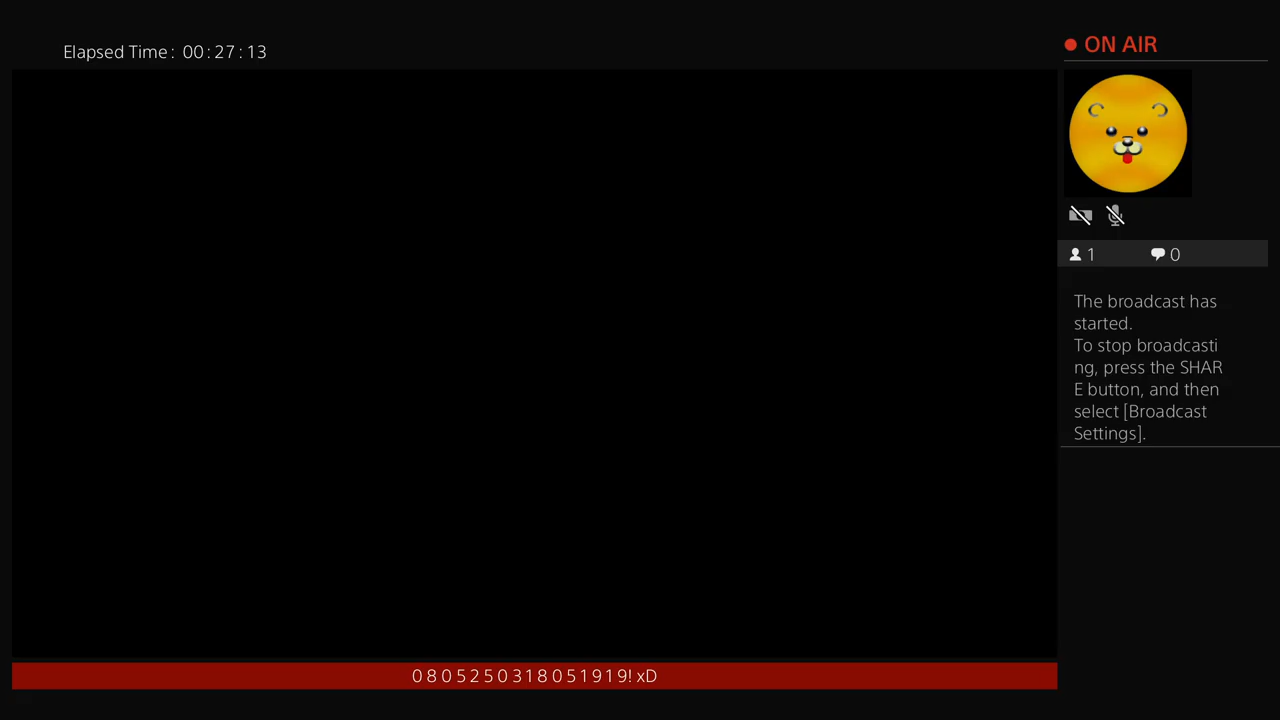 Elapsed Time: 00:27:13
ON AIR
1 0
The broadcast has
started.
To stop broadcasti
ng, press the SHAR
E button, and then
select [Broadcast
Settings].
0 8 0 5 2 5 0 3 1 8 0 5 1 9 1 9! xD